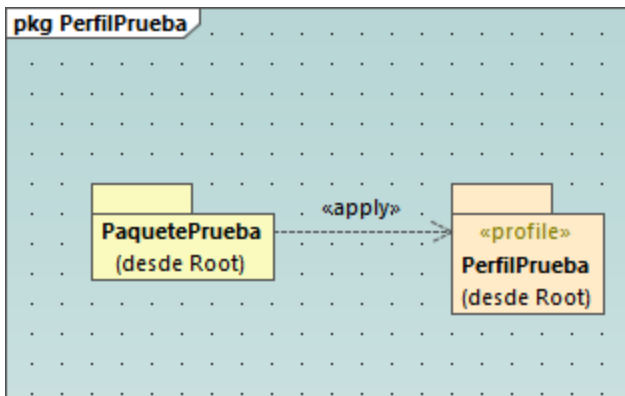 pkg PerfilPrueba
«apply»
PaquetePrueba
(desde Root)
«profile»
PerfilPrueba
(desde Root)